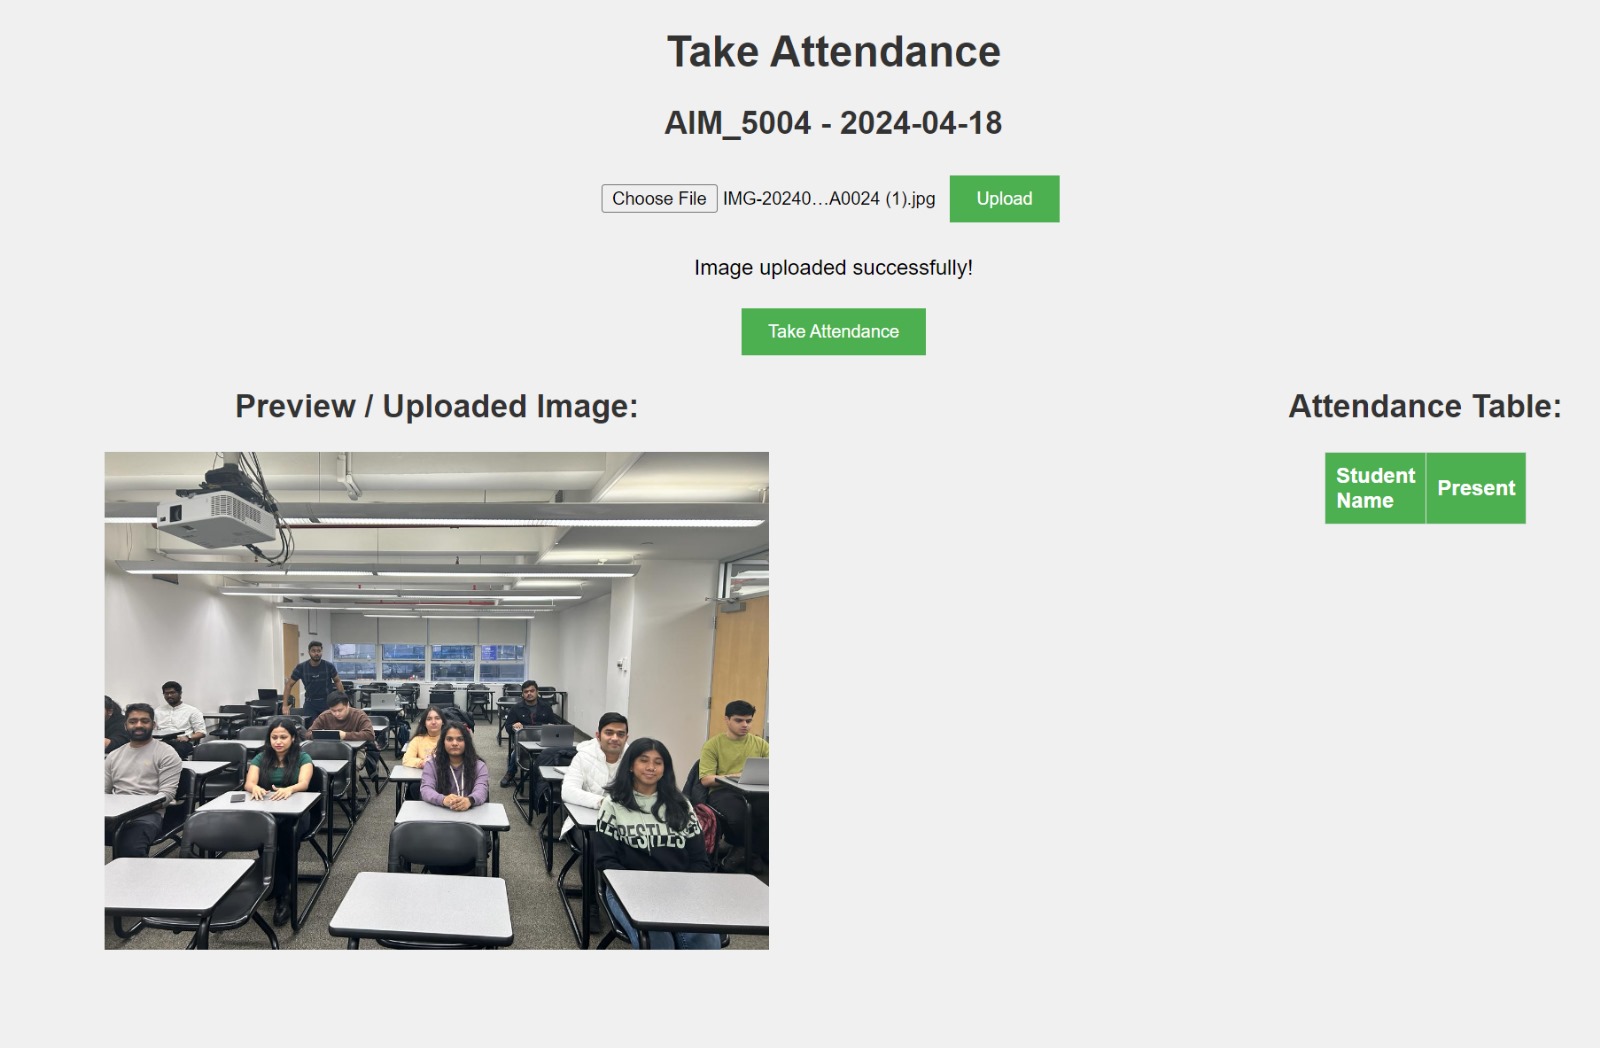 Take Attendance
AIM_5004 - 2024-04-18
Choose File IMG-20240…A0024 (1).jpg Upload
Image uploaded successfully!
Take Attendance
Preview / Uploaded Image:
Attendance Table:
Student
Name
Present